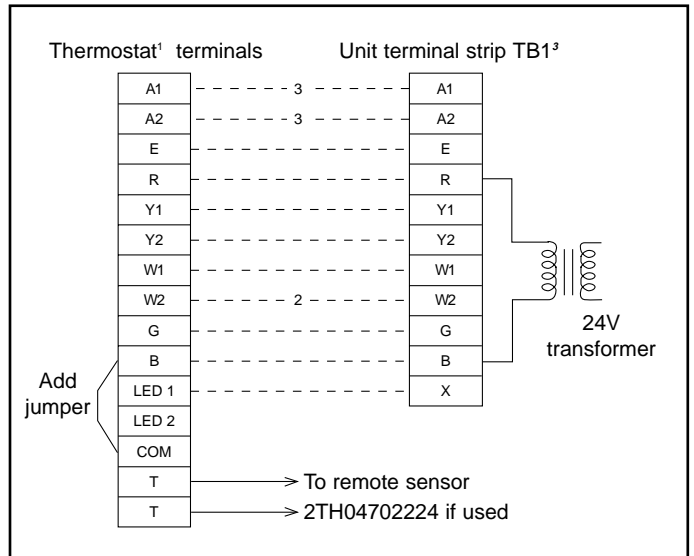 Thermostat¹ terminals Unit terminal strip TB1³
A1 3 A1
A2 3 A2
E E
R R
Y1 Y1
Y2 Y2
W1 W1
W2 2 W2
G G
B B
LED 1 X
LED 2
COM
T To remote sensor
T 2TH04702224 if used
Add
jumper
24V
transformer